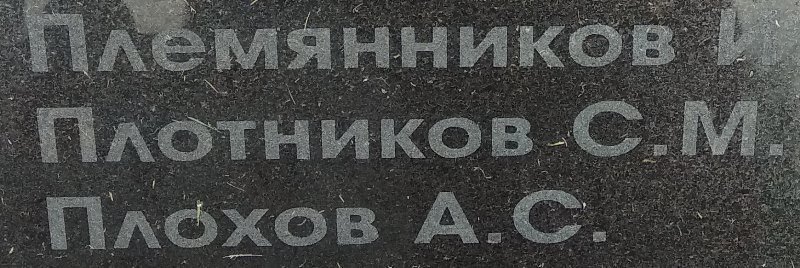 Племянников И
Плотников С.М.
Плохов А.С.